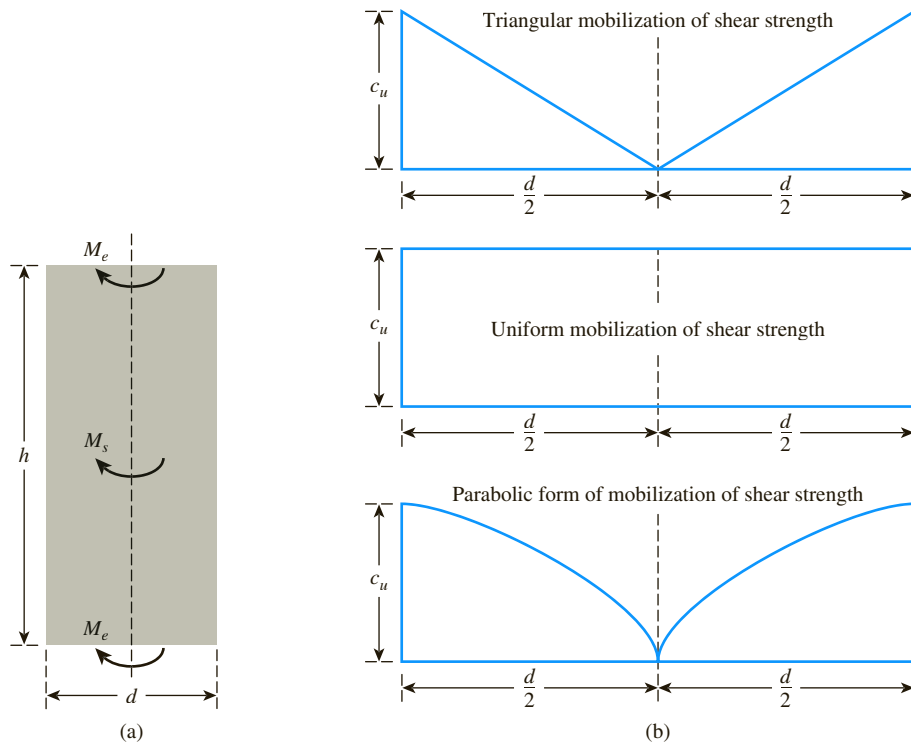 M_e
h
M_s
M_e
d
(a)
Triangular mobilization of shear strength
c_u
d/2
d/2
c_u
Uniform mobilization of shear strength
d/2
d/2
Parabolic form of mobilization of shear strength
c_u
d/2
d/2
(b)